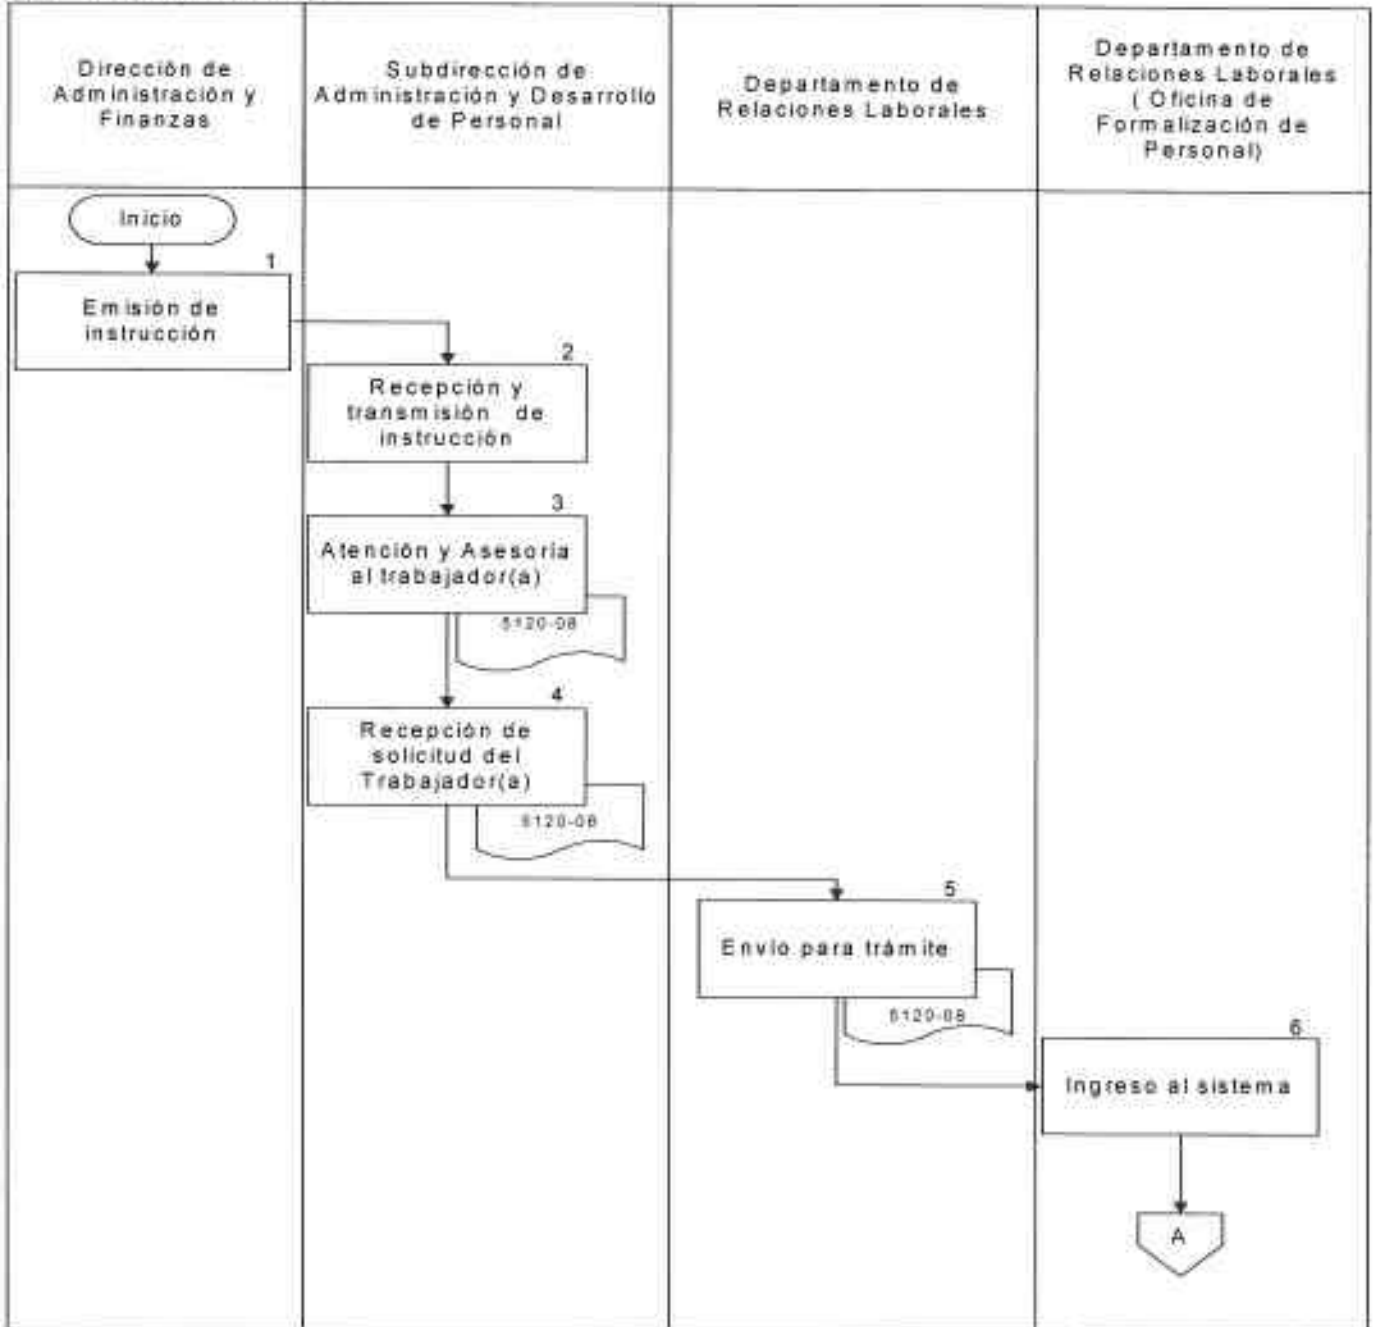 Dirección de
Administración y
Finanzas
Subdirección de
Administración y Desarrollo
de Personal
Departamento de
Relaciones Laborales
Departamento de
Relaciones Laborales
( Oficina de
Formalización de
Personal)
Inicio
1
Emisión de
instrucción
2
Recepción y
transmisión de
instrucción
3
Atención y Asesoría
al trabajador(a)
5120-08
4
Recepción de
solicitud del
Trabajador(a)
5120-08
5
Envío para trámite
5120-08
6
Ingreso al sistema
A